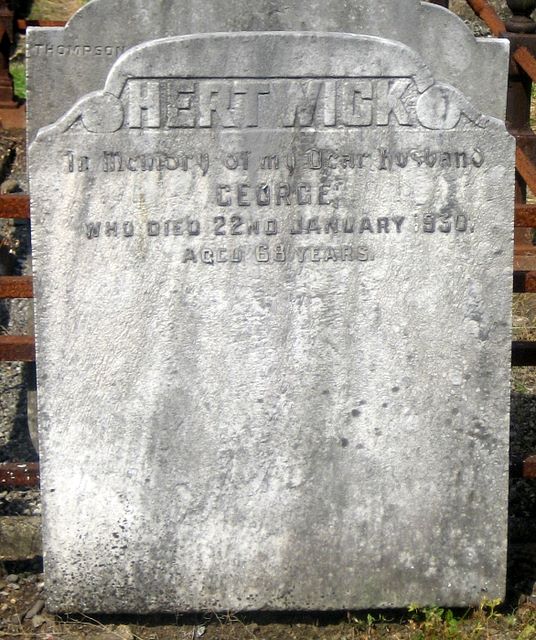 THOMPSON
HERTWICK
In Memory of my Dear Husband
GEORGE,
WHO DIED 22ND JANUARY 1930.
AGED 68 YEARS.